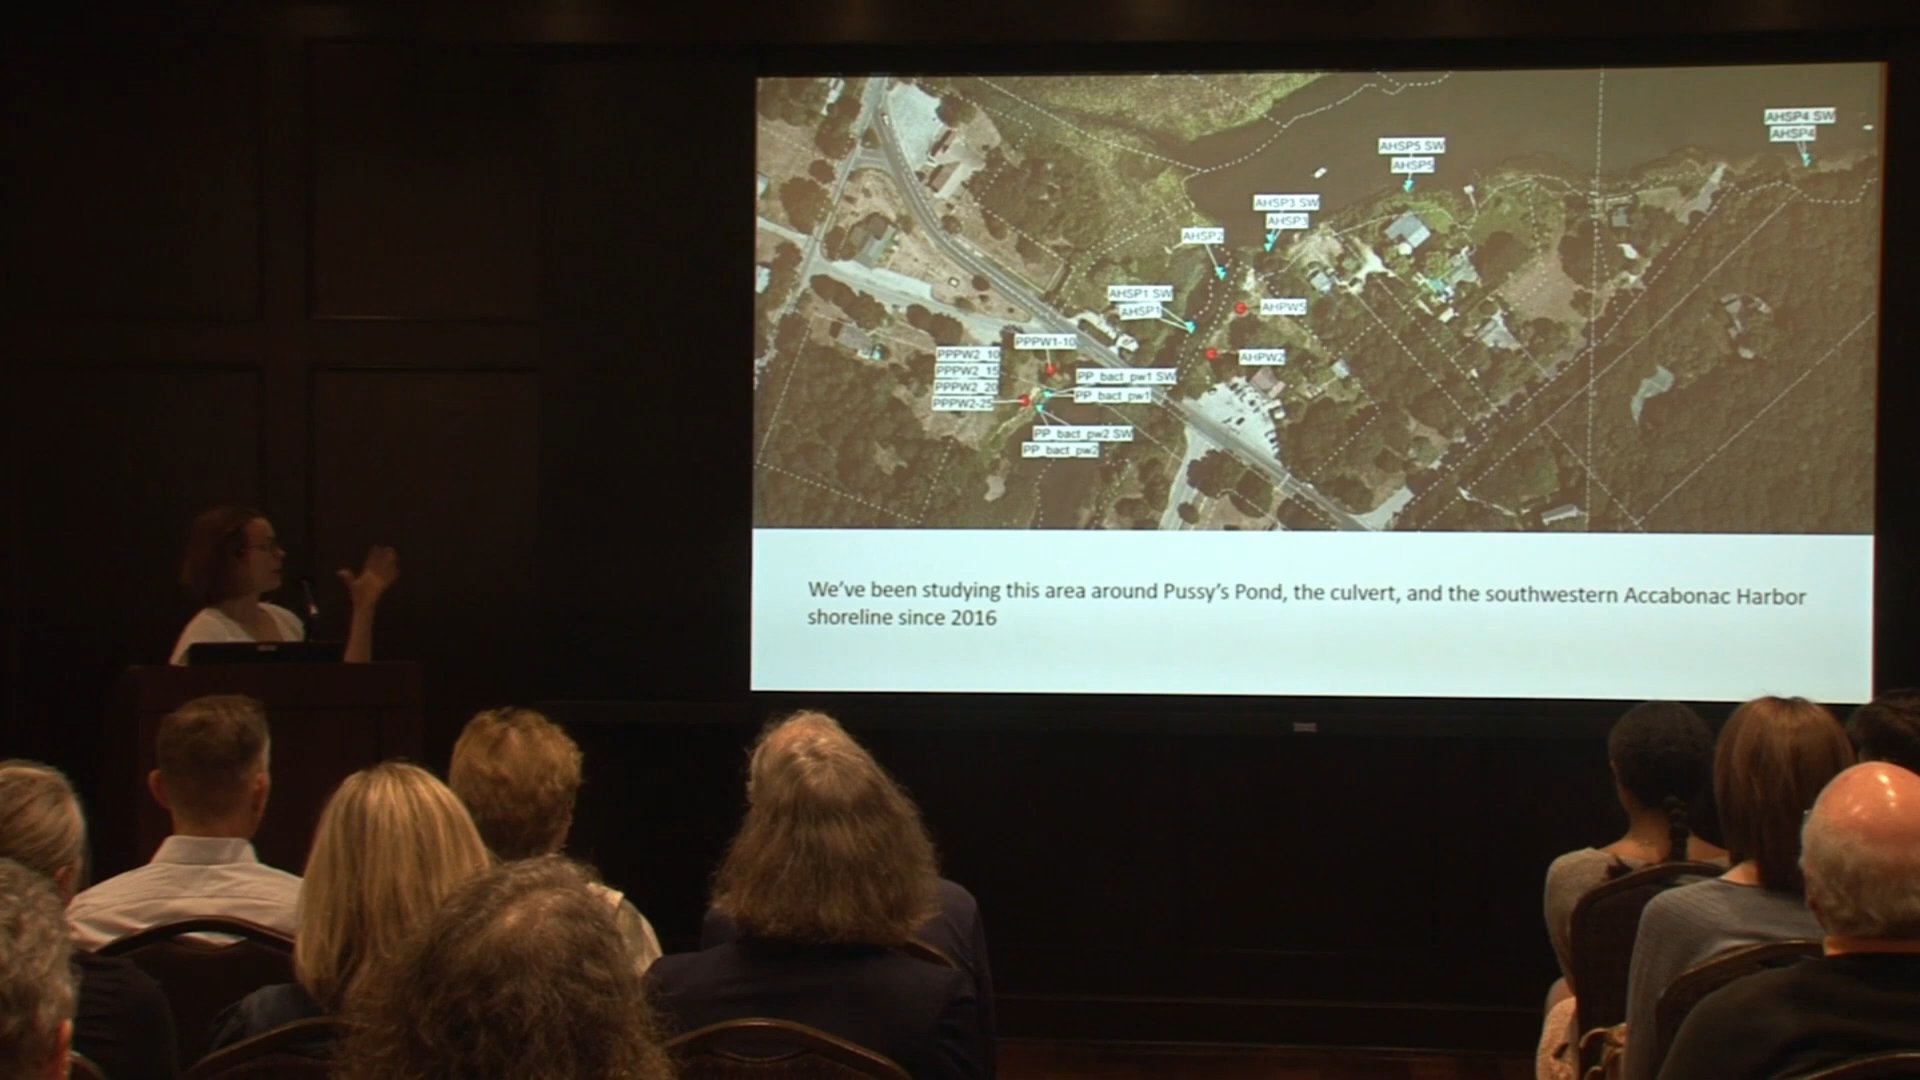 AHSP4 SW
AHSP4
AHSP5 SW
AHSP5
AHSP3 SW
AHSP3
AHSP2
AHSP1 SW
AHSP1
AHPW5
PPPW1-10
AHPW2
PPPW2_10
PPPW2_15
PPPW2_20
PPPW2-25
PP_bact_pw1 SW
PP_bact_pw1
PP_bact_pw2 SW
PP_bact_pw2
We've been studying this area around Pussy's Pond, the culvert, and the southwestern Accabonac Harbor
shoreline since 2016